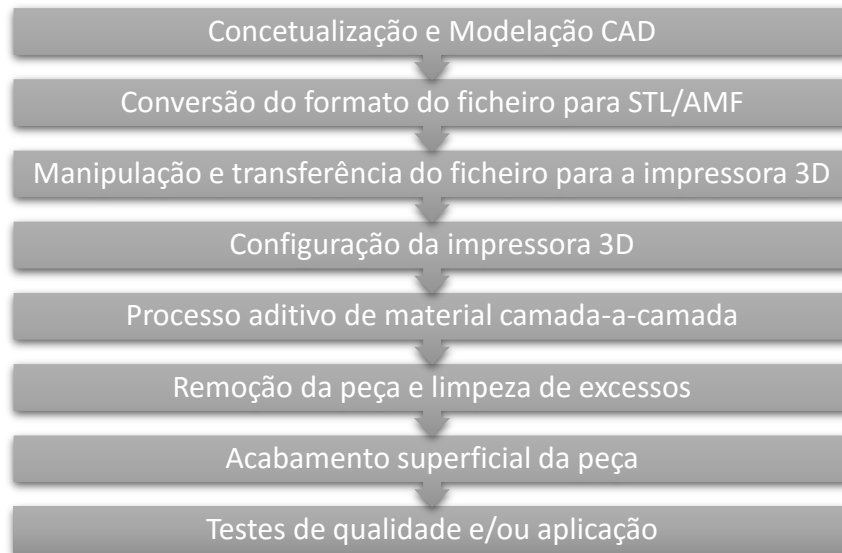 Concetualização e Modelação CAD
Conversão do formato do ficheiro para STL/AMF
Manipulação e transferência do ficheiro para a impressora 3D
Configuração da impressora 3D
Processo aditivo de material camada-a-camada
Remoção da peça e limpeza de excessos
Acabamento superficial da peça
Testes de qualidade e/ou aplicação